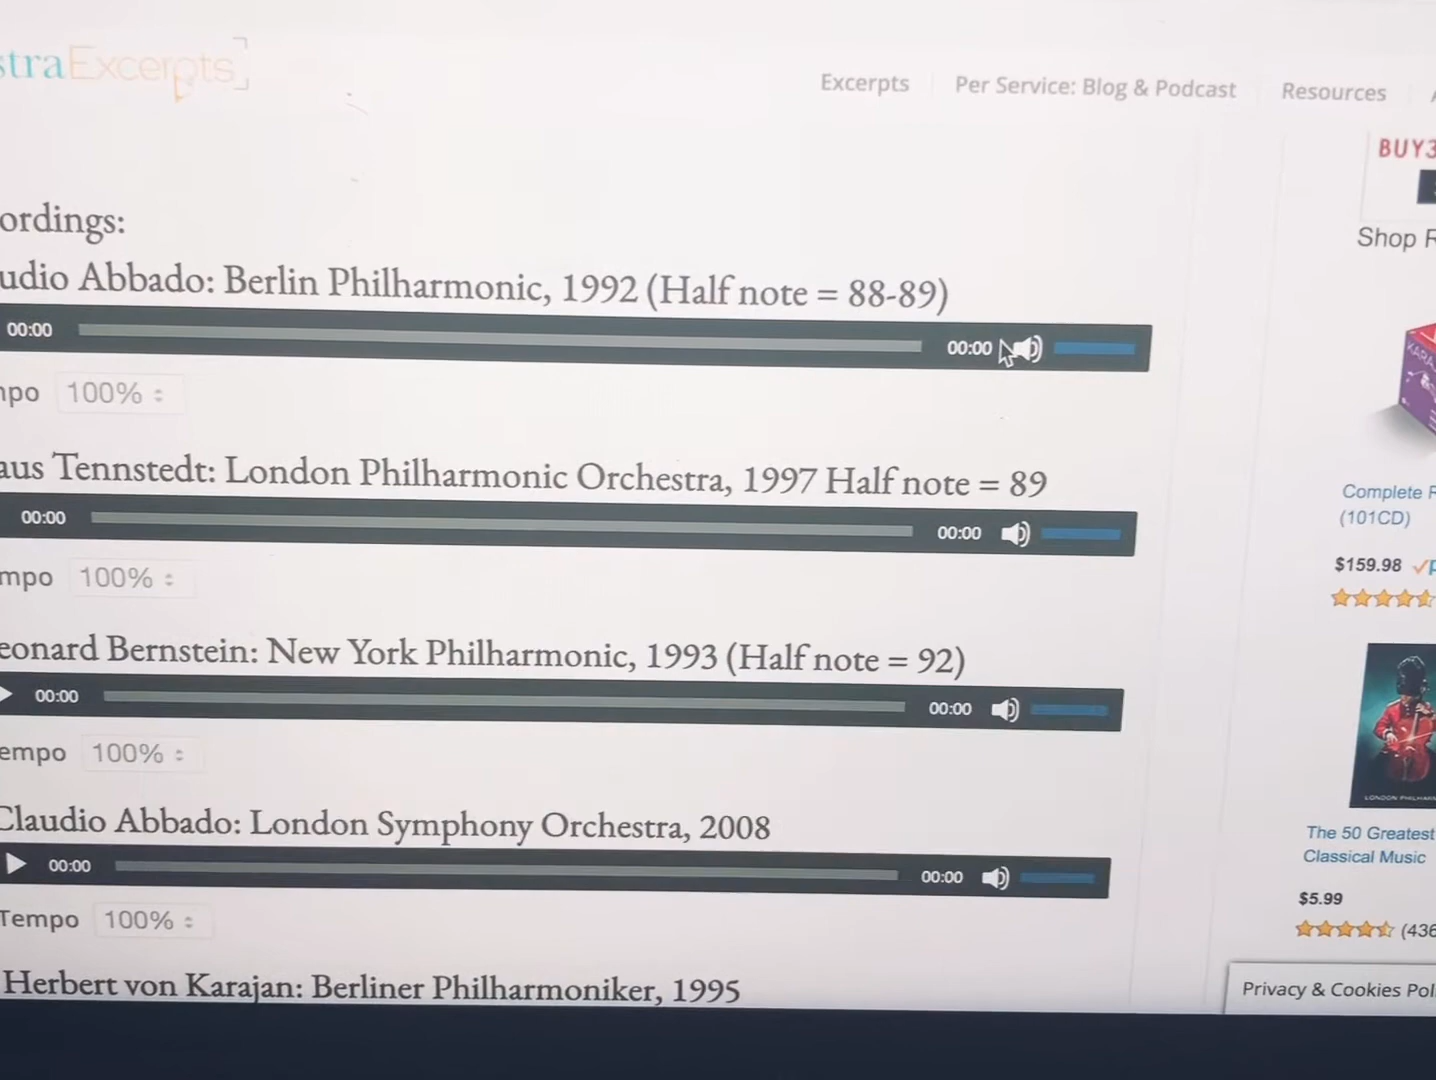 straExcerpts
Excerpts
Per Service: Blog & Podcast
Resources
BUY3
Shop
ordings:
udio Abbado: Berlin Philharmonic, 1992 (Half note = 88-89)
00:00
00:00
mpo 100%
aus Tennstedt: London Philharmonic Orchestra, 1997 Half note = 89
00:00
00:00
mpo 100%
eonard Bernstein: New York Philharmonic, 1993 (Half note = 92)
00:00
00:00
empo 100%
Claudio Abbado: London Symphony Orchestra, 2008
00:00
00:00
Tempo 100%
Herbert von Karajan: Berliner Philharmoniker, 1995
KARA
Complete
(101CD)
$159.98
LONDON PHILHARM
The 50 Greatest
Classical Music
$5.99
(436
Privacy & Cookies Pol